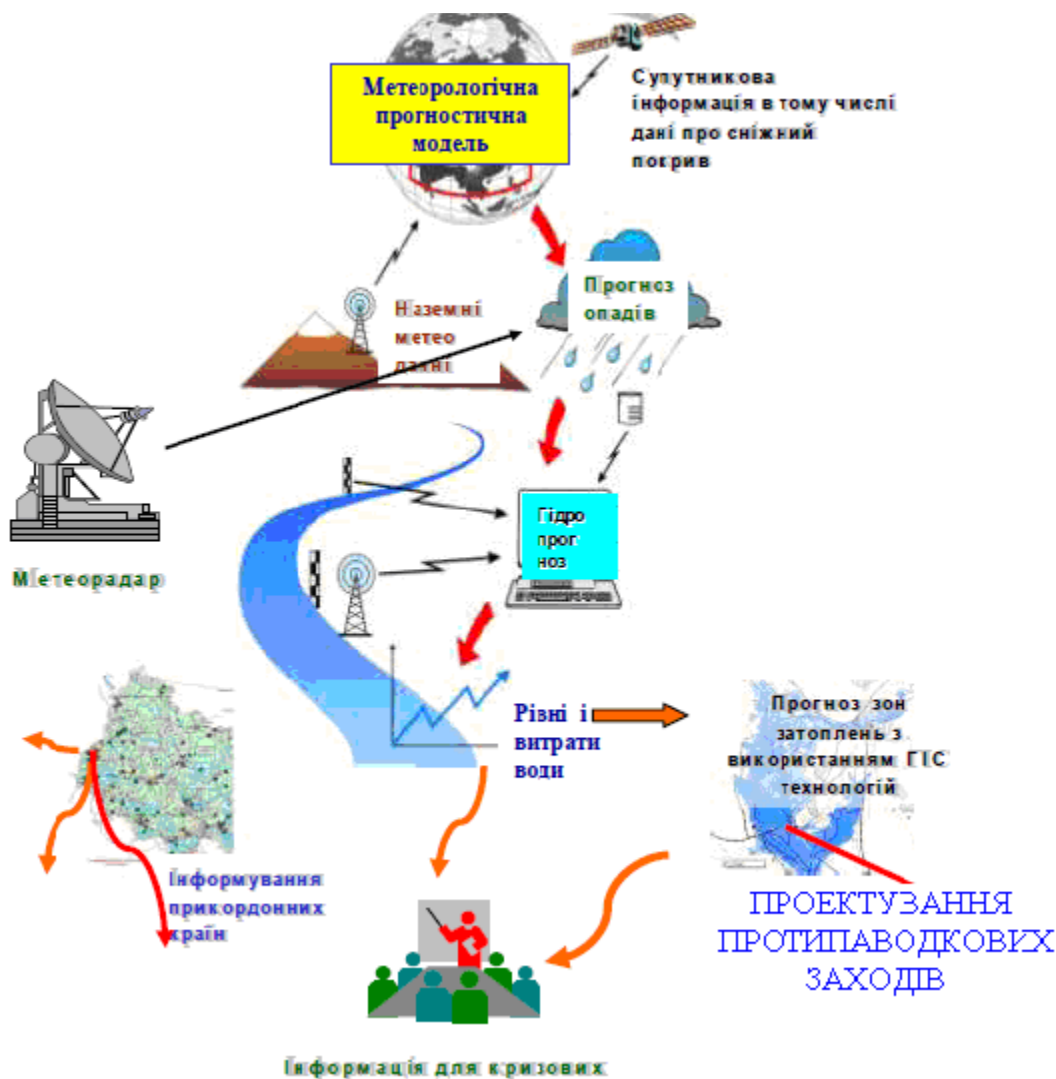 Метеорологічна
прогностична
модель
Супутникова
інформація в тому числі
дані про сніжний
покрив
Прогноз
опадів
Наземні
метео
датні
Метеорадар
Гідро
прог
ноз
Рівні і
витрати
води
Прогноз зон
затоплень з
використанням ГІС
технологій
Інформування
прикордонних
країн
ПРОЕКТУВАННЯ
ПРОТИПАВОДКОВИХ
ЗАХОДІВ
Інформація для кризових